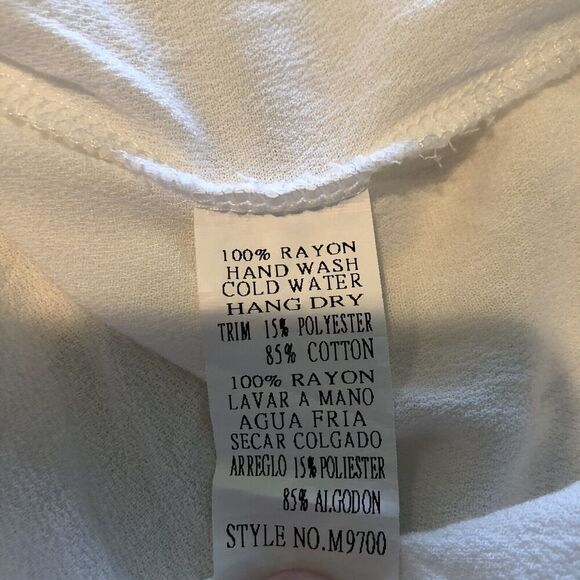 100% RAYON
HAND WASH
COLD WATER
HANG DRY
TRIM 15% POLYESTER
85% COTTON
100% RAYON
LAVAR A MANO
AGUA FRIA
SECAR COLGADO
ARREGLO 15% POLIESTER
85% ALGODON
STYLE NO.M9700